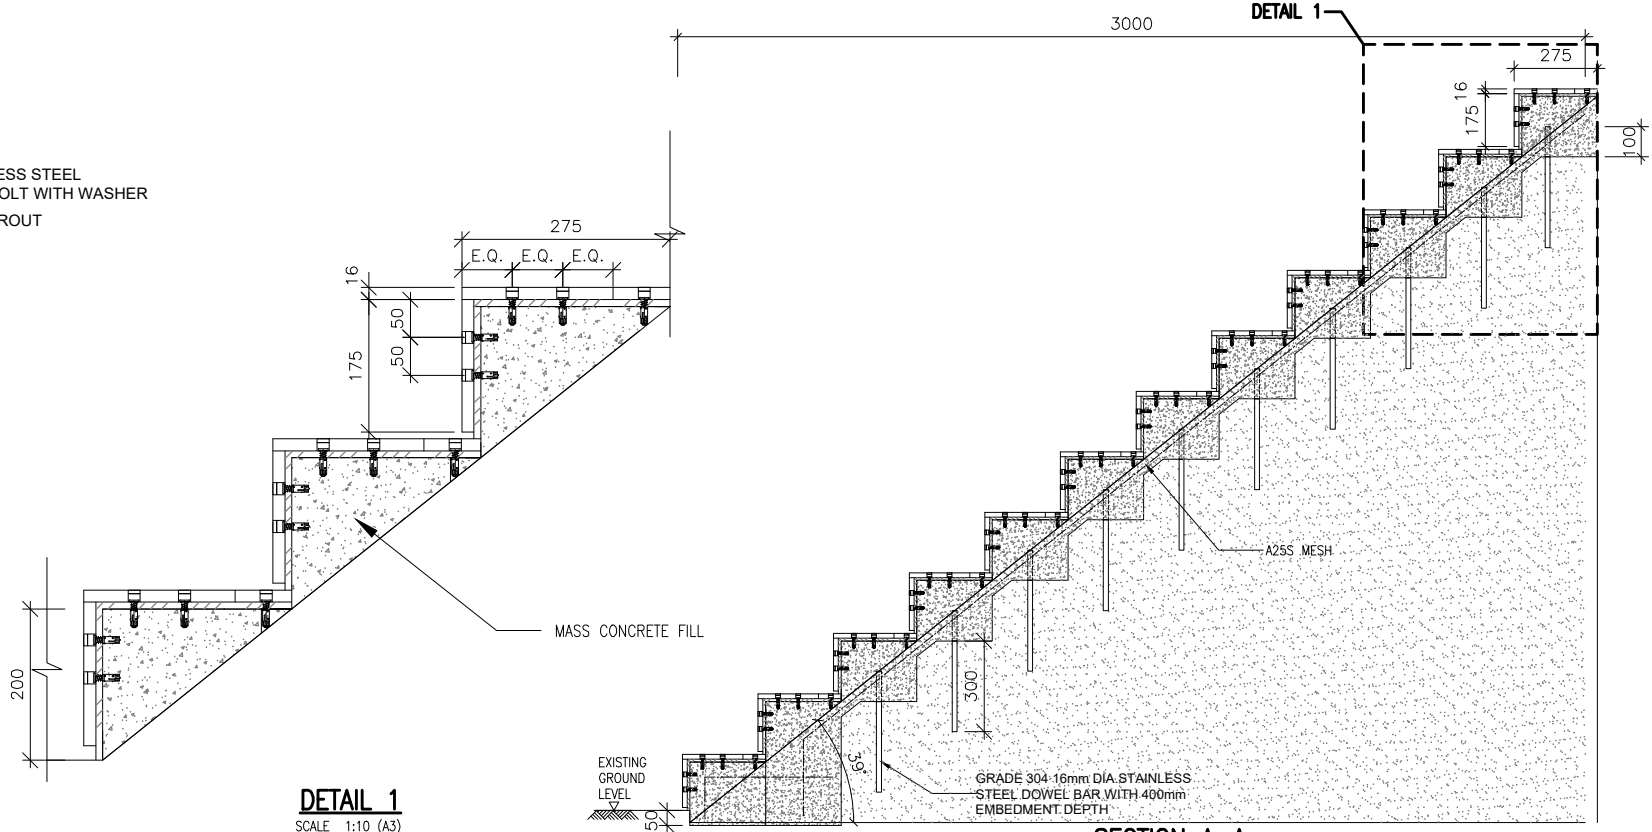 ESS STEEL
OLT WITH WASHER
ROUT
275
E.Q. E.Q. E.Q.
16
50
50
175
200
MASS CONCRETE FILL
DETAIL 1
SCALE 1:10 (A3)
DETAIL 1
3000
275
16
175
100
A25S MESH
300
39°
EXISTING
GROUND
LEVEL
50
GRADE 304 16mm DIA.STAINLESS
STEEL DOWEL BAR WITH 400mm
EMBEDMENT DEPTH
SECTION A-A